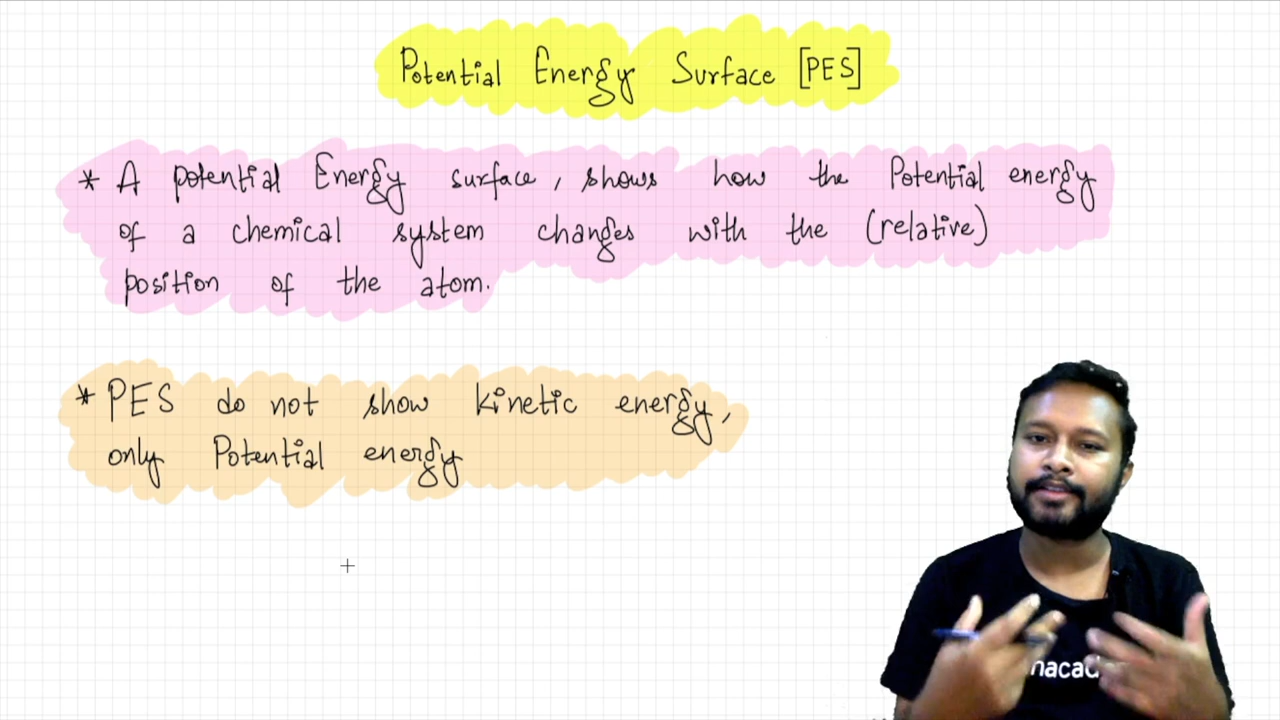 Potential Energy Surface [PES]
* A potential Energy surface, shows how the Potential energy
of a chemical system changes with the (relative)
position of the atom.
* PES do not show kinetic energy,
only Potential energy
nacad